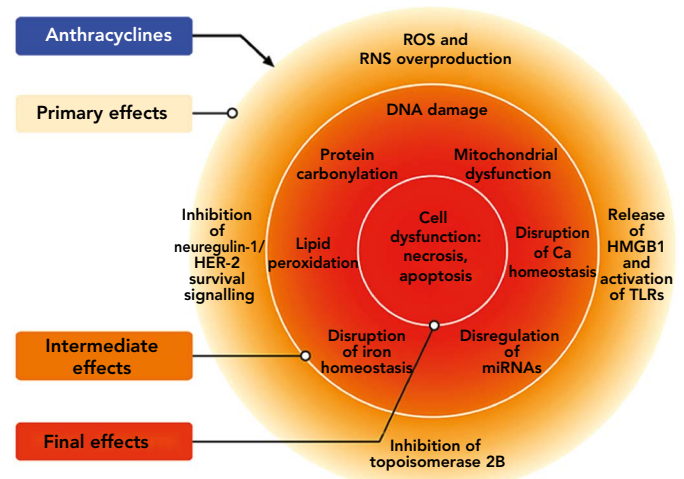 Anthracyclines
Primary effects
ROS and
RNS overproduction
DNA damage
Protein
carbonylation
Mitochondrial
dysfunction
Inhibition
of
neuregulin-1/
HER-2
survival
signalling
Lipid
peroxidation
Cell
dysfunction:
necrosis,
apoptosis
Disruption
of Ca
homeostasis
Release
of
HMGB1
and
activation
of TLRs
Intermediate
effects
Disruption
of iron
homeostasis
Disregulation
of
miRNAs
Final effects
Inhibition of
topoisomerase 2B